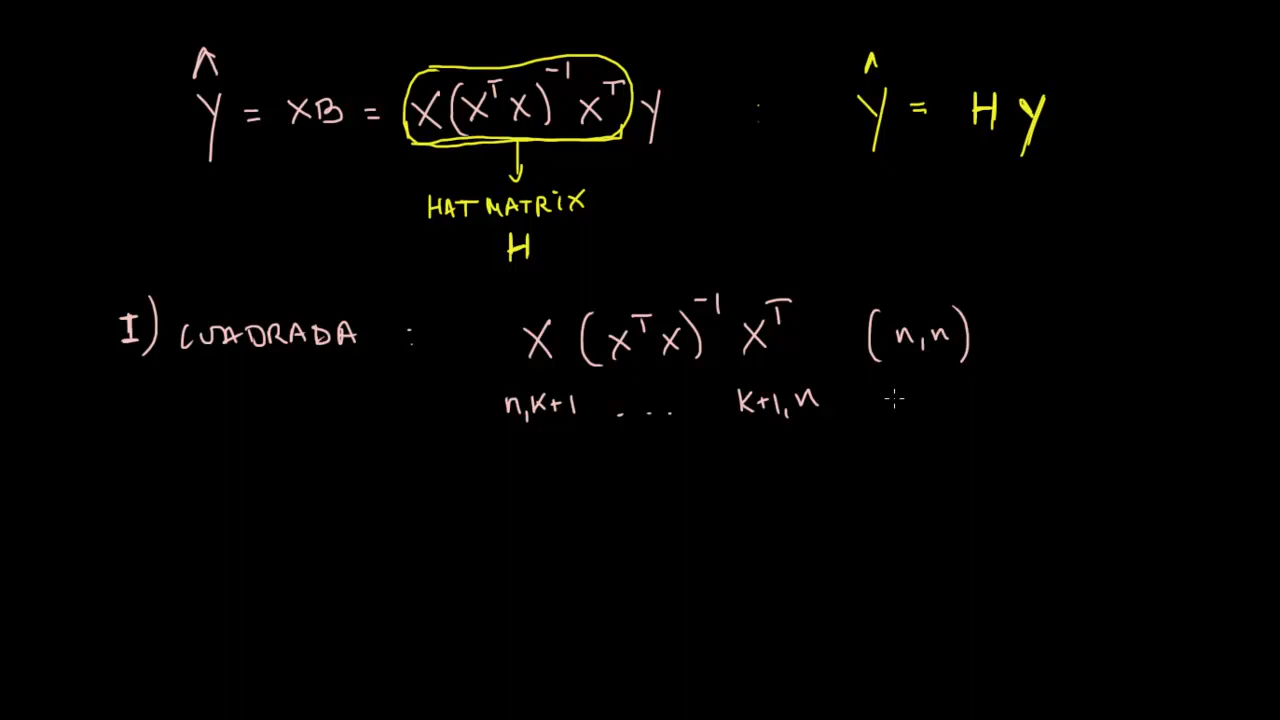 Ŷ = XB = X(XᵀX)⁻¹Xᵀ Y : Ŷ = H Y
HAT MATRIX
H
I) CUADRADA : X (XᵀX)⁻¹ Xᵀ (n,n)
n,K+1 ... K+1,n